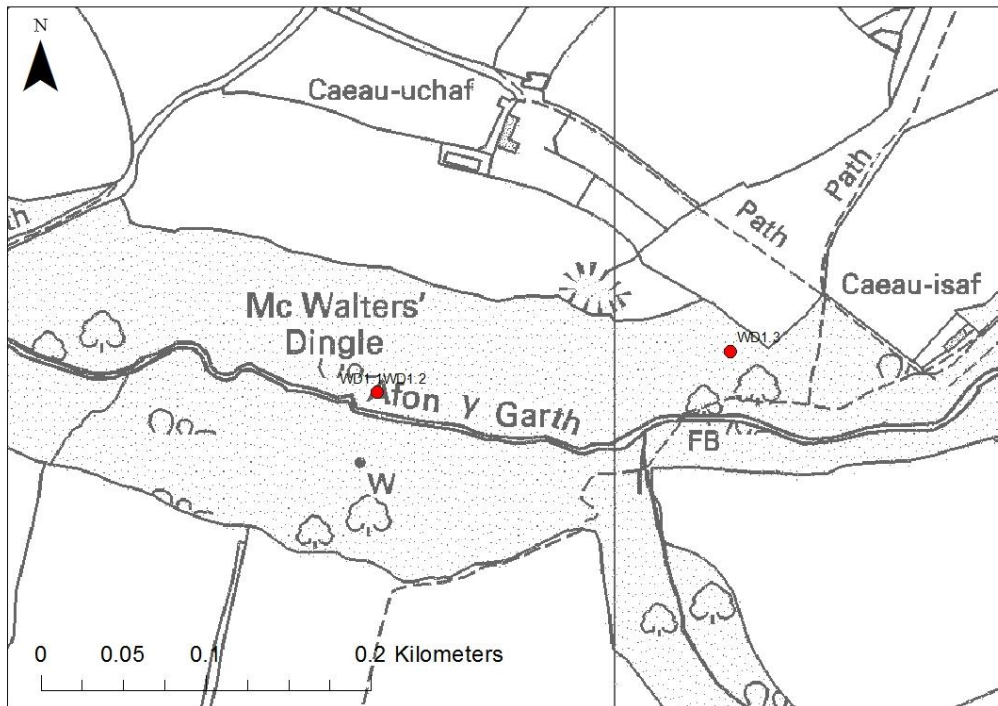 N
Caeau-uchaf
Path
Path
th
Caeau-isaf
Mc Walters'
Dingle
WD1.3
WD1.1WD1.2
Afon y Garth
FB
W
0 0.05 0.1 0.2 Kilometers